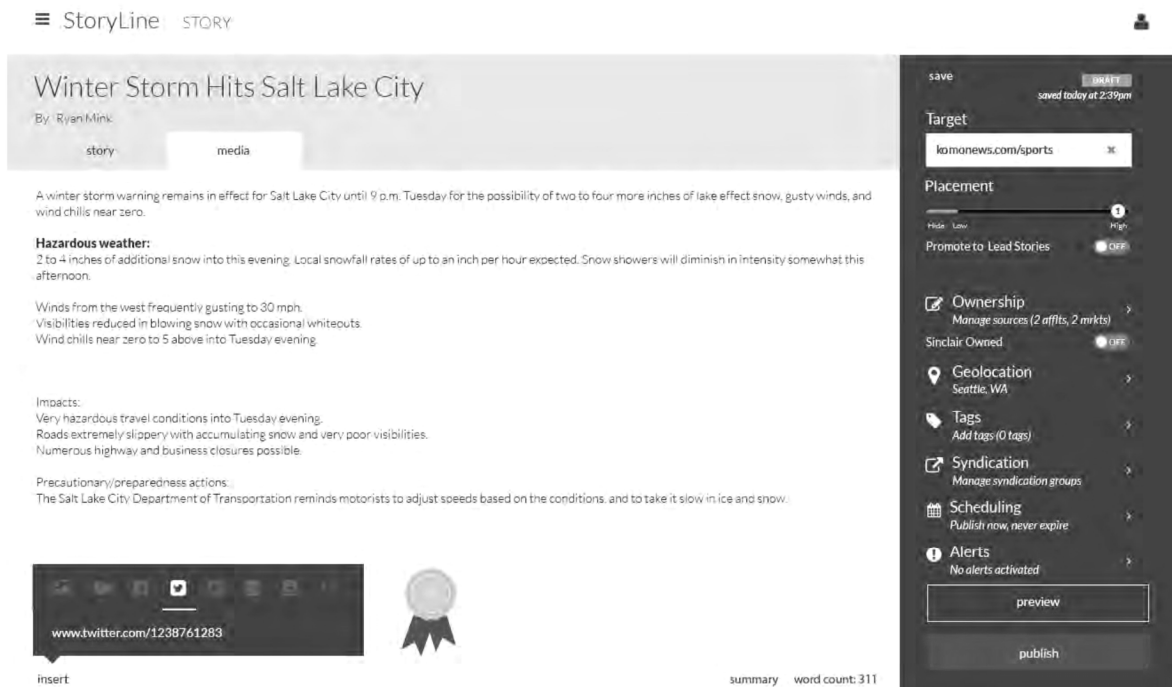 StoryLine STORY
Winter Storm Hits Salt Lake City
By: Ryan Mink
story media
A winter storm warning remains in effect for Salt Lake City until 9 p.m. Tuesday for the possibility of two to four more inches of lake effect snow, gusty winds, and
wind chills near zero.
Hazardous weather:
2 to 4 inches of additional snow into this evening. Local snowfall rates of up to an inch per hour expected. Snow showers will diminish in intensity somewhat this
afternoon.
Winds from the west frequently gusting to 30 mph.
Visibilities reduced in blowing snow with occasional whiteouts.
Wind chills near zero to 5 above into Tuesday evening.
Impacts:
Very hazardous travel conditions into Tuesday evening.
Roads extremely slippery with accumulating snow and very poor visibilities.
Numerous highway and business closures possible.
Precautionary/preparedness actions:
The Salt Lake City Department of Transportation reminds motorists to adjust speeds based on the conditions, and to take it slow in ice and snow.
www.twitter.com/1238761283
insert
summary word count: 311
save DRAFT
saved today at 2:39pm
Target
komonews.com/sports
Placement
1
Hide Low High
Promote to Lead Stories OFF
Ownership
Manage sources (2 afflts, 2 mrkts)
Sinclair Owned OFF
Geolocation
Seattle, WA
Tags
Add tags (0 tags)
Syndication
Manage syndication groups
Scheduling
Publish now, never expire
Alerts
No alerts activated
preview
publish